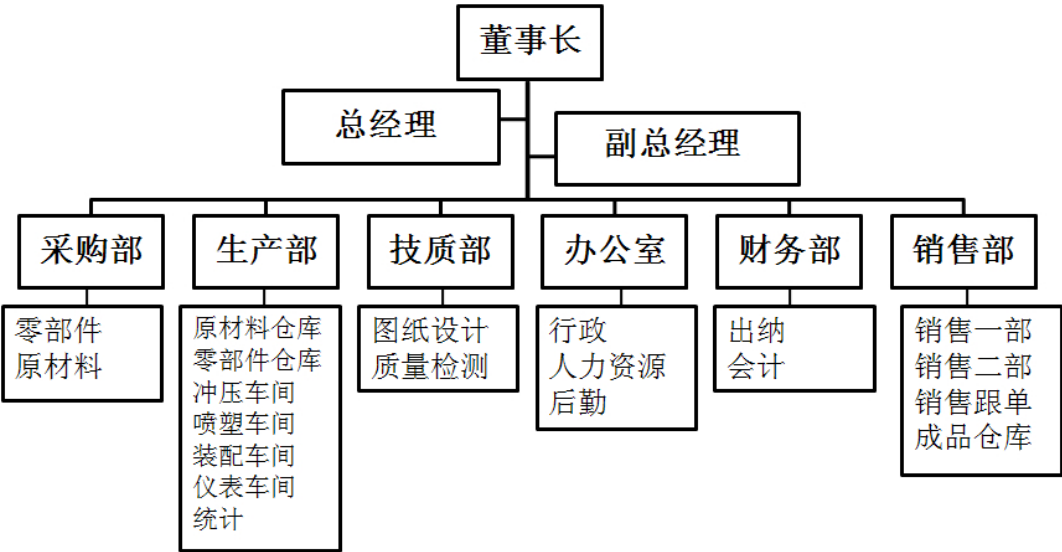 董事长
总经理
副总经理
采购部
生产部
技质部
办公室
财务部
销售部
零部件
原材料
原材料仓库
零部件仓库
冲压车间
喷塑车间
装配车间
仪表车间
统计
图纸设计
质量检测
行政
人力资源
后勤
出纳
会计
销售一部
销售二部
销售跟单
成品仓库